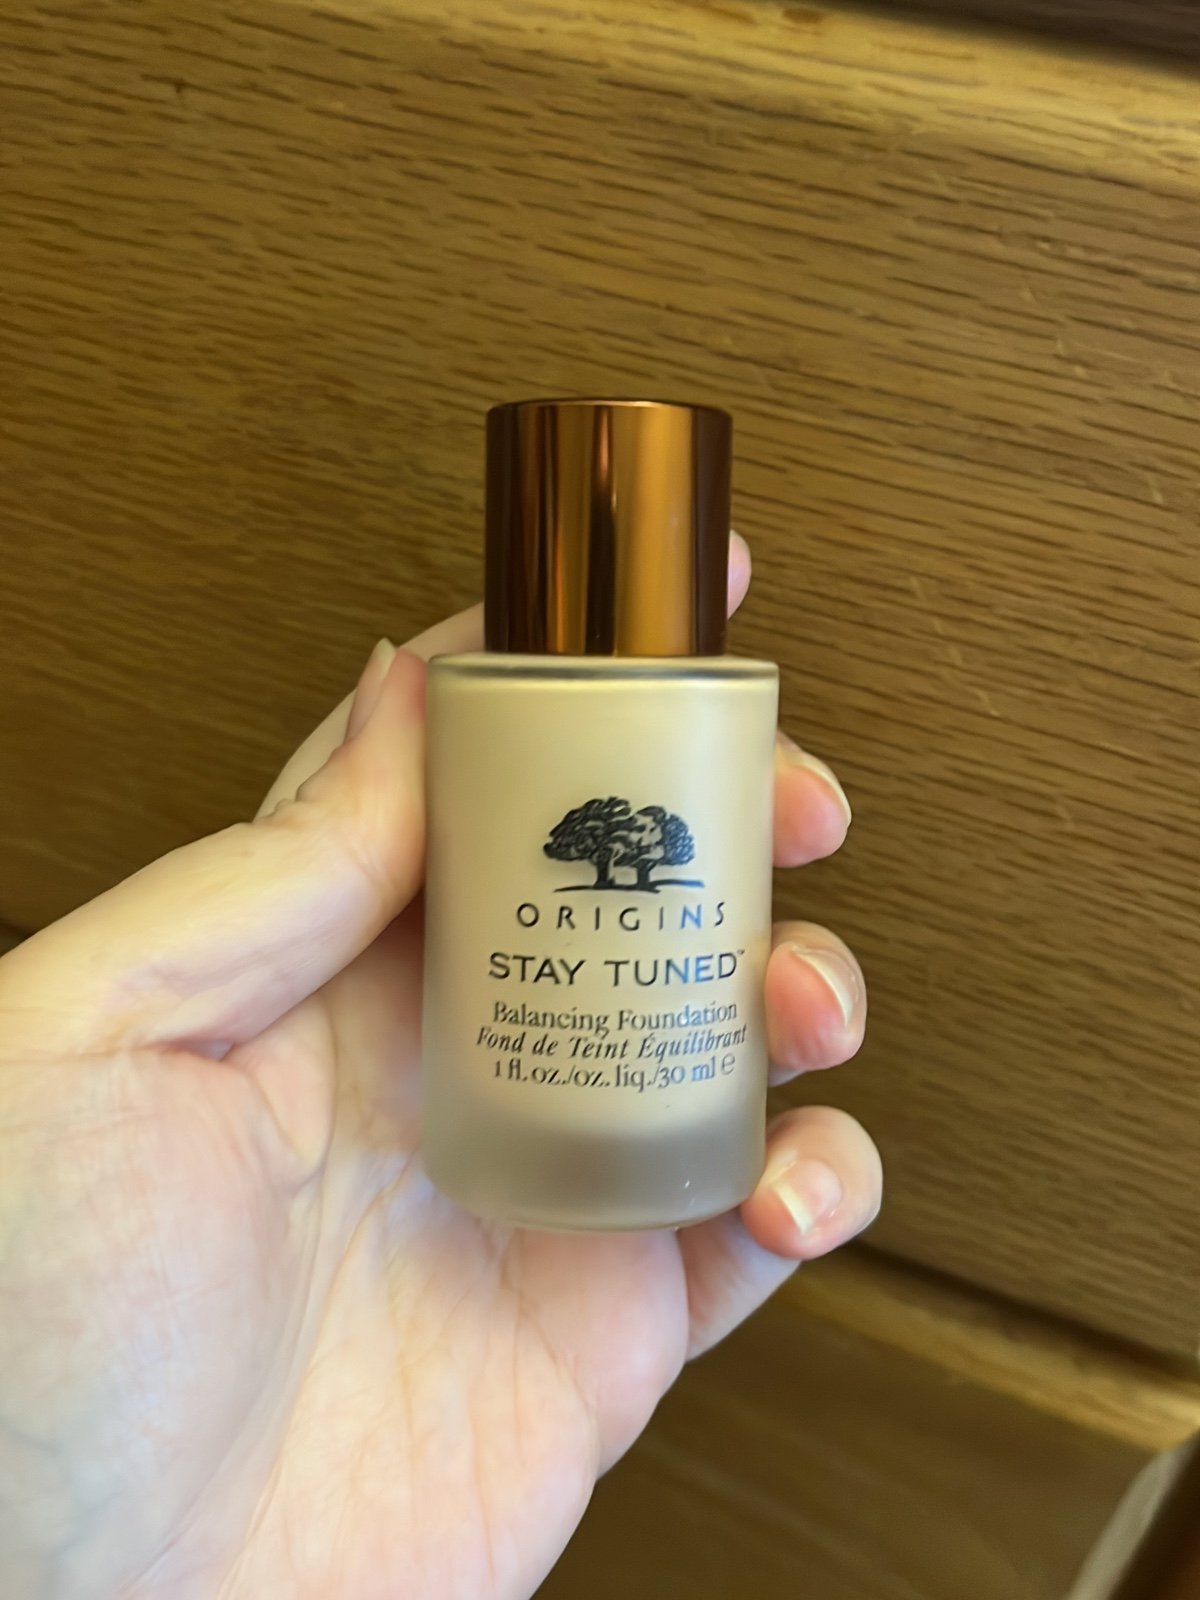 ORIGINS
STAY TUNED™
Balancing Foundation
Fond de Teint Équilibrant
1 fl.oz./oz.liq./30 ml ℮